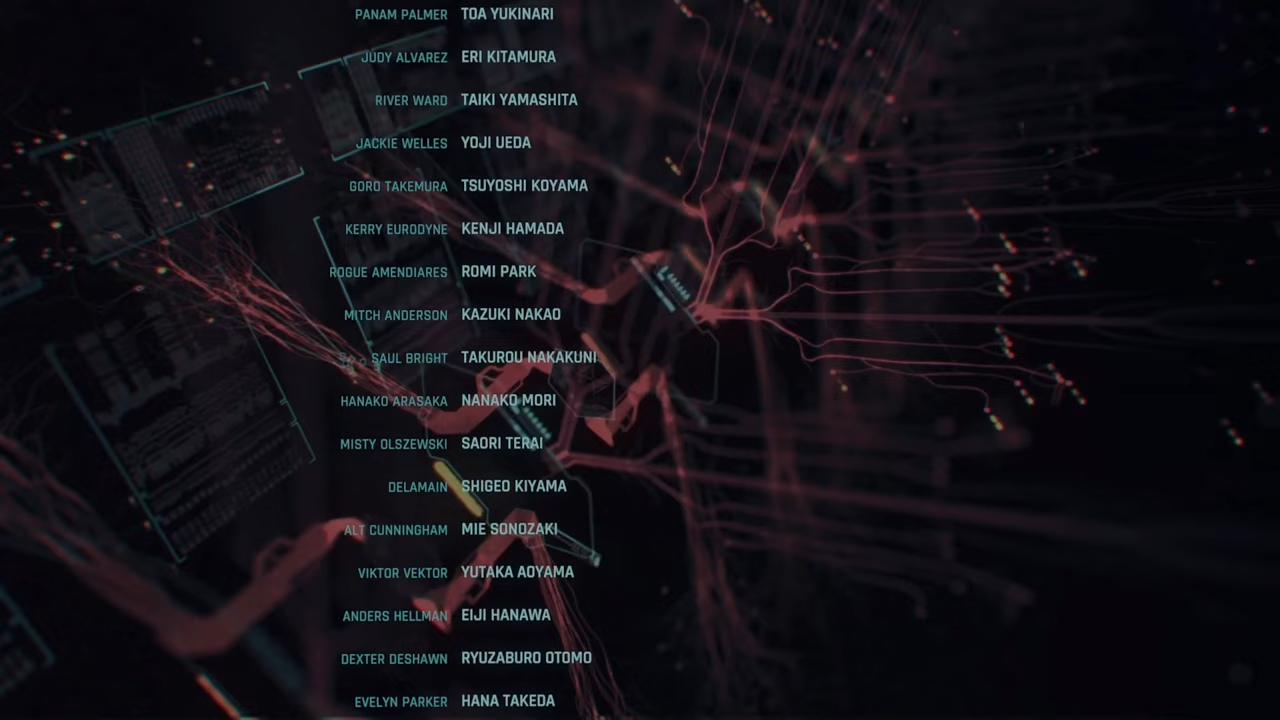 PANAM PALMER TOA YUKINARI
JUDY ALVAREZ ERI KITAMURA
RIVER WARD TAIKI YAMASHITA
JACKIE WELLES YOJI UEDA
GORO TAKEMURA TSUYOSHI KOYAMA
KERRY EURODYNE KENJI HAMADA
ROGUE AMENDIARES ROMI PARK
MITCH ANDERSON KAZUKI NAKAO
SAUL BRIGHT TAKUROU NAKAKUNI
HANAKO ARASAKA NANAKO MORI
MISTY OLSZEWSKI SAORI TERAI
DELAMAIN SHIGEO KIYAMA
ALT CUNNINGHAM MIE SONOZAKI
VIKTOR VEKTOR YUTAKA AOYAMA
ANDERS HELLMAN EIJI HANAWA
DEXTER DESHAWN RYUZABURO OTOMO
EVELYN PARKER HANA TAKEDA